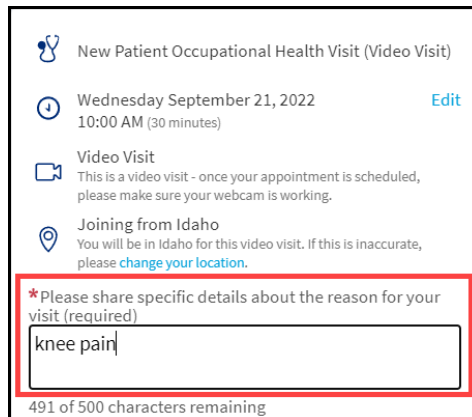 New Patient Occupational Health Visit (Video Visit)
Wednesday September 21, 2022 Edit
10:00 AM (30 minutes)
Video Visit
This is a video visit - once your appointment is scheduled,
please make sure your webcam is working.
Joining from Idaho
You will be in Idaho for this video visit. If this is inaccurate,
please change your location.
*Please share specific details about the reason for your
visit (required)
knee pain
491 of 500 characters remaining